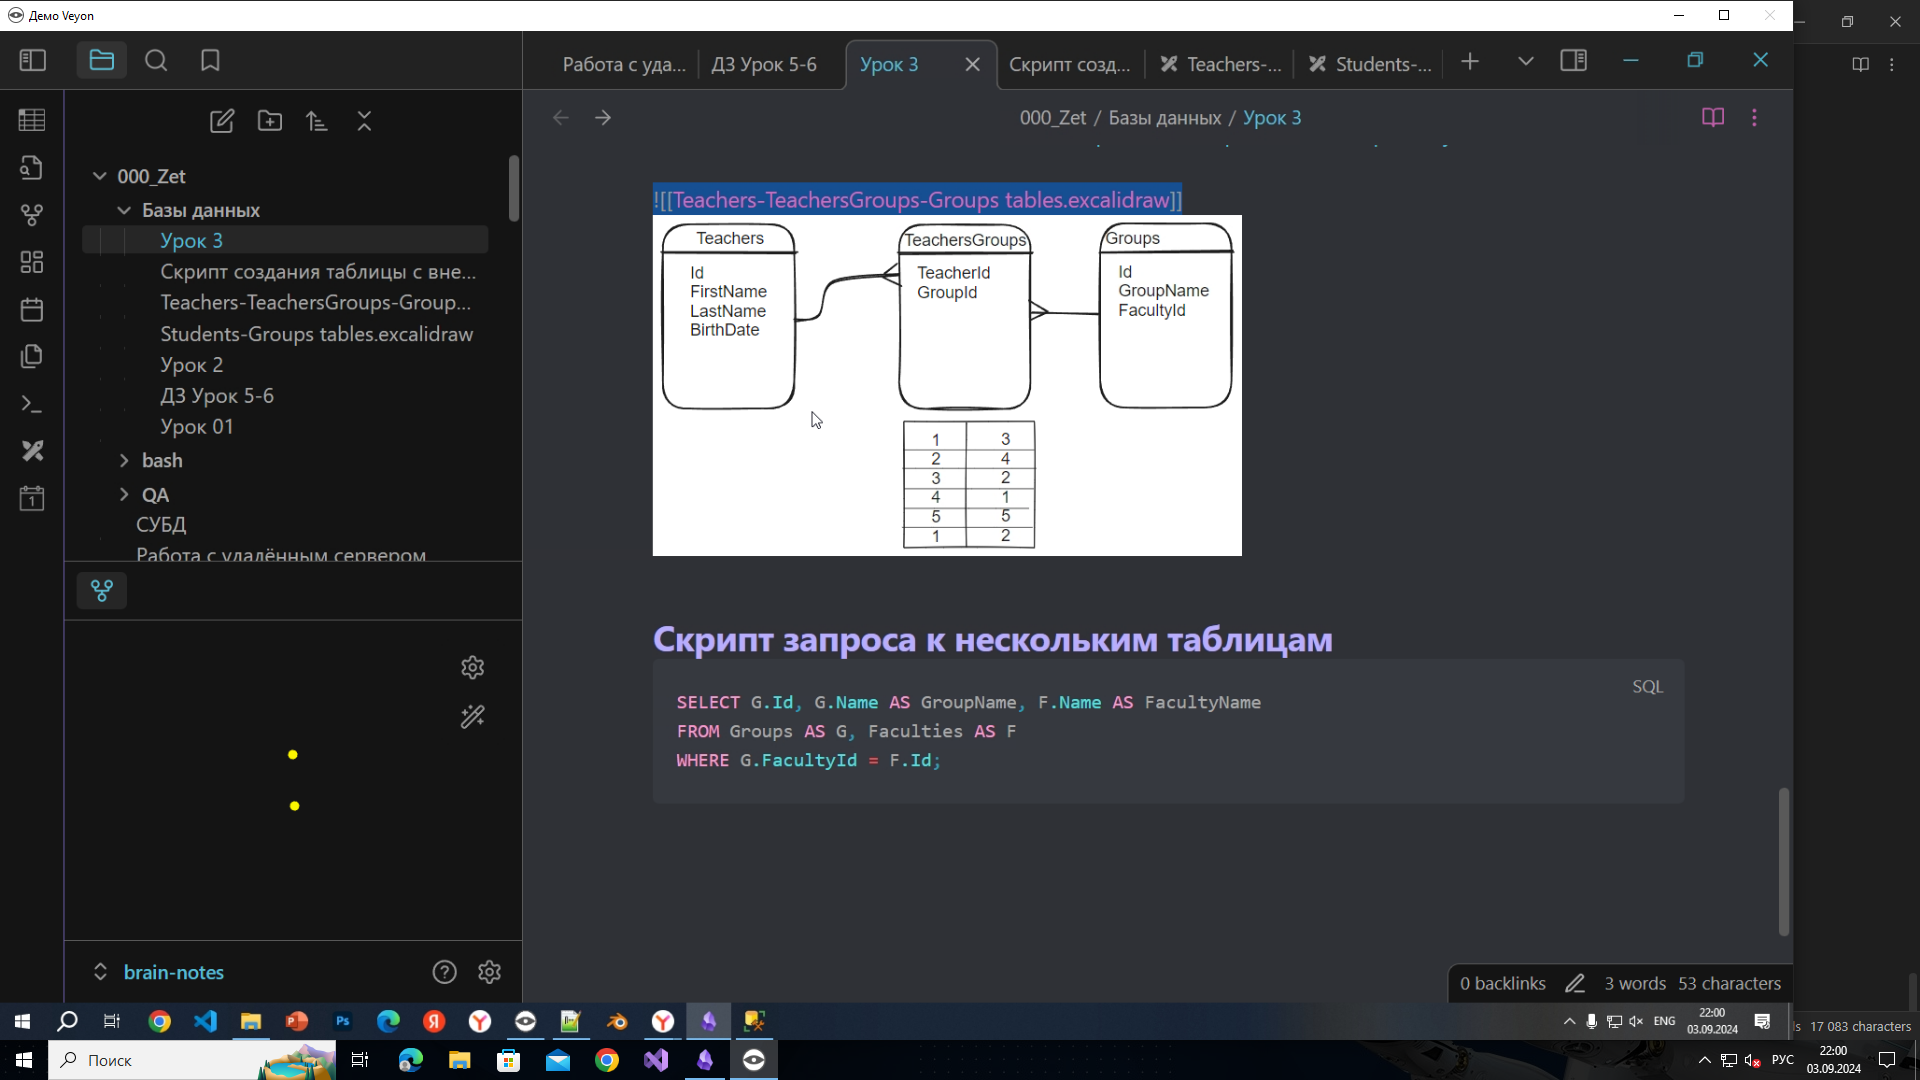 Демо Veyon
Работа с уда...
ДЗ Урок 5-6
Урок 3
Скрипт созд...
Teachers-...
Students-...
000_Zet / Базы данных / Урок 3
000_Zet
Базы данных
Урок 3
Скрипт создания таблицы с вне...
Teachers-TeachersGroups-Group...
Students-Groups tables.excalidraw
Урок 2
ДЗ Урок 5-6
Урок 01
bash
QA
СУБД
Работа с удалённым сервером
1
brain-notes
![[Teachers-TeachersGroups-Groups tables.excalidraw]]
Teachers
Id
FirstName
LastName
BirthDate
TeachersGroups
TeacherId
GroupId
Groups
Id
GroupName
FacultyId
1 3
2 4
3 2
4 1
5 5
1 2
Скрипт запроса к нескольким таблицам
SQL
SELECT G.Id, G.Name AS GroupName, F.Name AS FacultyName
FROM Groups AS G, Faculties AS F
WHERE G.FacultyId = F.Id;
0 backlinks 3 words 53 characters
ENG
22:00
03.09.2024
17 083 characters
Поиск
РУС
22:00
03.09.2024